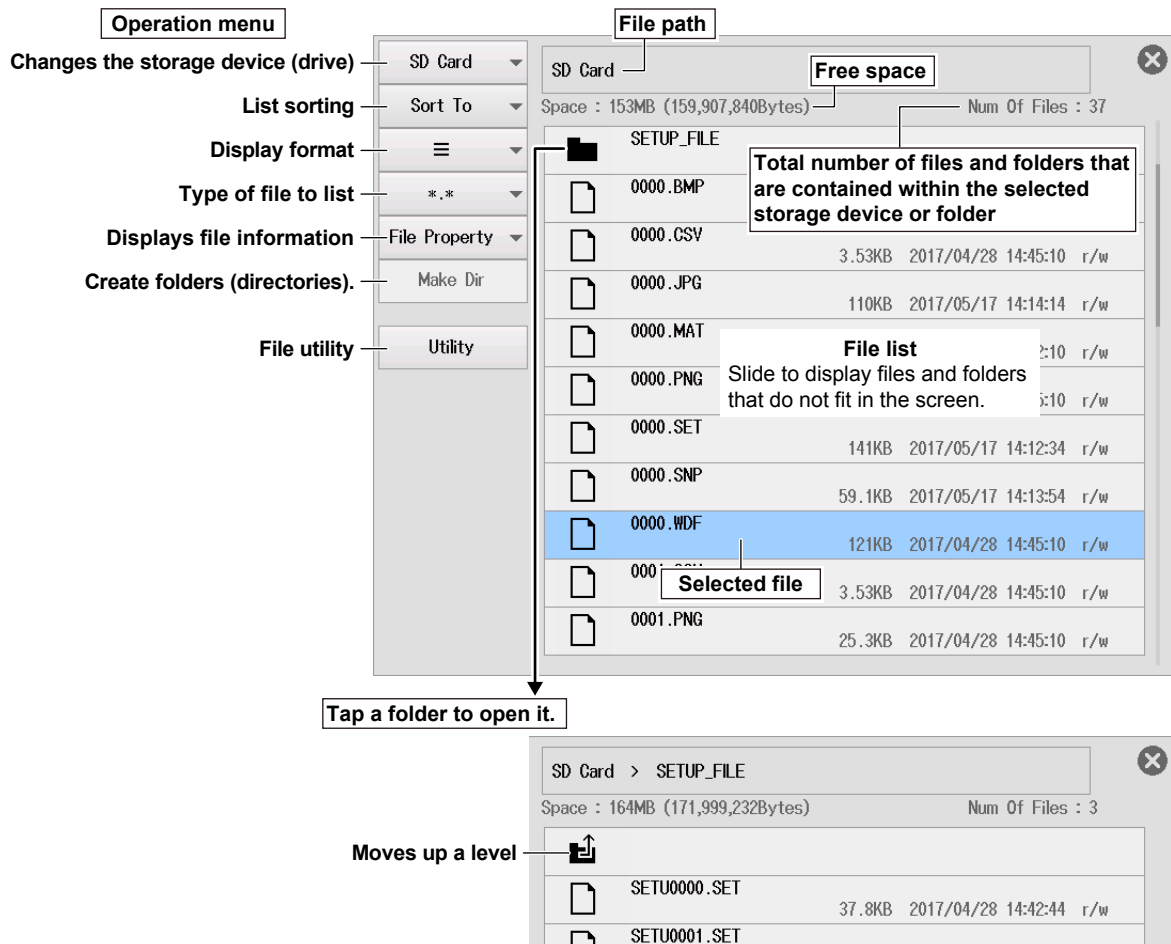 Operation menu
File path
Changes the storage device (drive)
SD Card
SD Card
Free space
List sorting
Sort To
Space : 153MB (159,907,840Bytes)
Num Of Files : 37
Display format
SETUP_FILE
Total number of files and folders that
are contained within the selected
storage device or folder
Type of file to list
*.*
0000.BMP
Displays file information
File Property
0000.CSV
3.53KB 2017/04/28 14:45:10 r/w
Create folders (directories).
Make Dir
0000.JPG
110KB 2017/05/17 14:14:14 r/w
File utility
Utility
0000.MAT
2:10 r/w
File list
Slide to display files and folders
that do not fit in the screen.
0000.PNG
5:10 r/w
0000.SET
141KB 2017/05/17 14:12:34 r/w
0000.SNP
59.1KB 2017/05/17 14:13:54 r/w
0000.WDF
121KB 2017/04/28 14:45:10 r/w
Selected file
3.53KB 2017/04/28 14:45:10 r/w
0001.PNG
25.3KB 2017/04/28 14:45:10 r/w
Tap a folder to open it.
SD Card > SETUP_FILE
Space : 164MB (171,999,232Bytes)
Num Of Files : 3
Moves up a level
SETU0000.SET
37.8KB 2017/04/28 14:42:44 r/w
SETU0001.SET